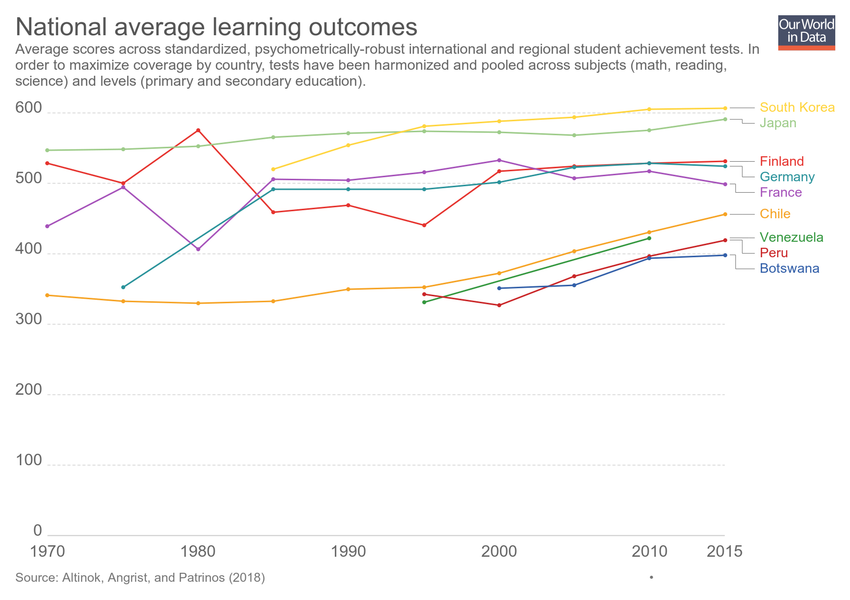 National average learning outcomes
Our World
in Data
Average scores across standardized, psychometrically-robust international and regional student achievement tests. In
order to maximize coverage by country, tests have been harmonized and pooled across subjects (math, reading,
science) and levels (primary and secondary education).
600
South Korea
Japan
Finland
Germany
500
France
Chile
Venezuela
400
Peru
Botswana
300
200
100
0
1970 1980 1990 2000 2010 2015
Source: Altinok, Angrist, and Patrinos (2018)